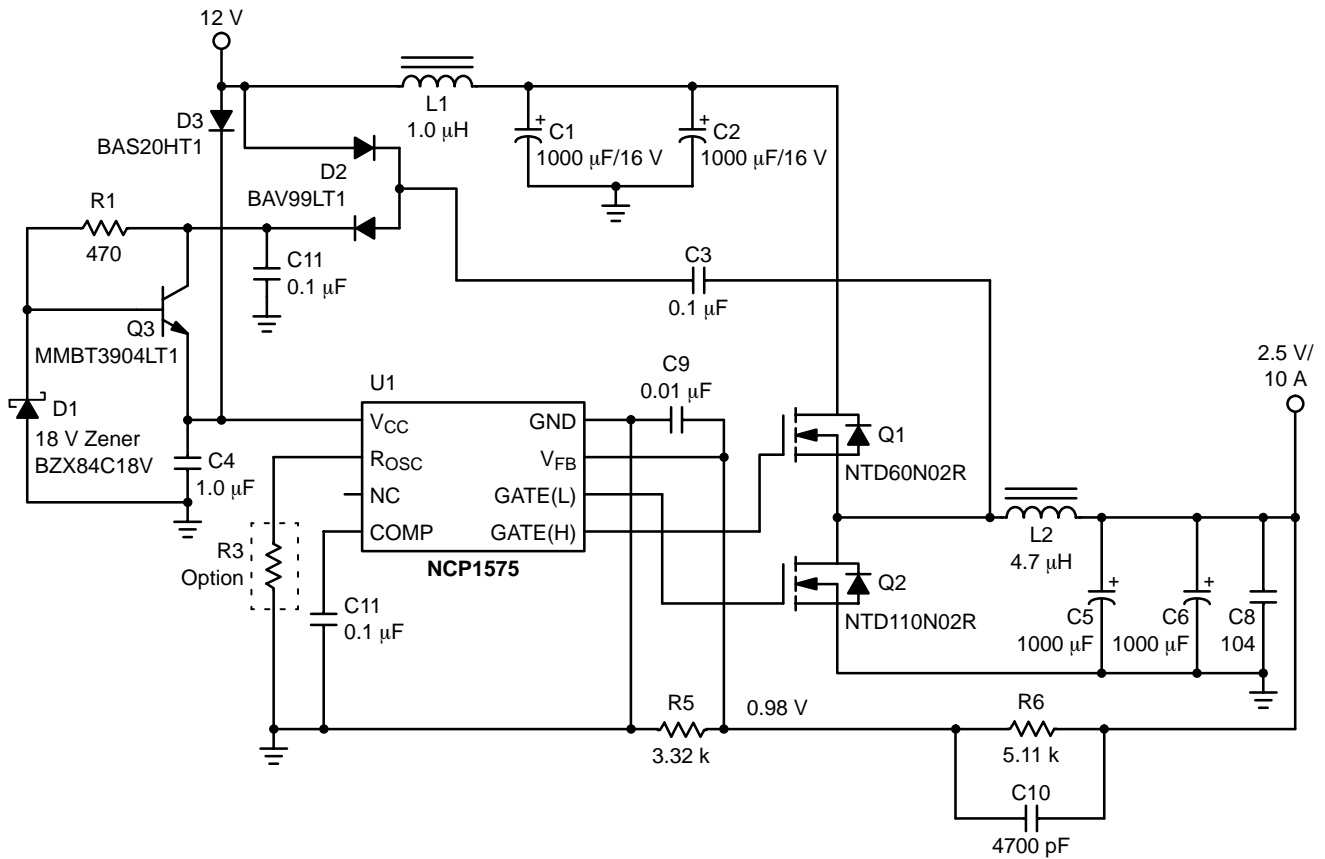 12 V
L1
1.0 μH
D3
BAS20HT1
C1
1000 μF/16 V
C2
1000 μF/16 V
D2
BAV99LT1
R1
470
C11
0.1 μF
C3
0.1 μF
Q3
MMBT3904LT1
C9
0.01 μF
2.5 V/
10 A
U1
D1
18 V Zener
BZX84C18V
C4
1.0 μF
VCC
ROSC
NC
COMP
GND
VFB
GATE(L)
GATE(H)
NCP1575
Q1
NTD60N02R
R3
Option
C11
0.1 μF
L2
4.7 μH
Q2
NTD110N02R
+
+
+
+
C5
1000 μF
C6
1000 μF
C8
104
R5
3.32 k
0.98 V
R6
5.11 k
C10
4700 pF